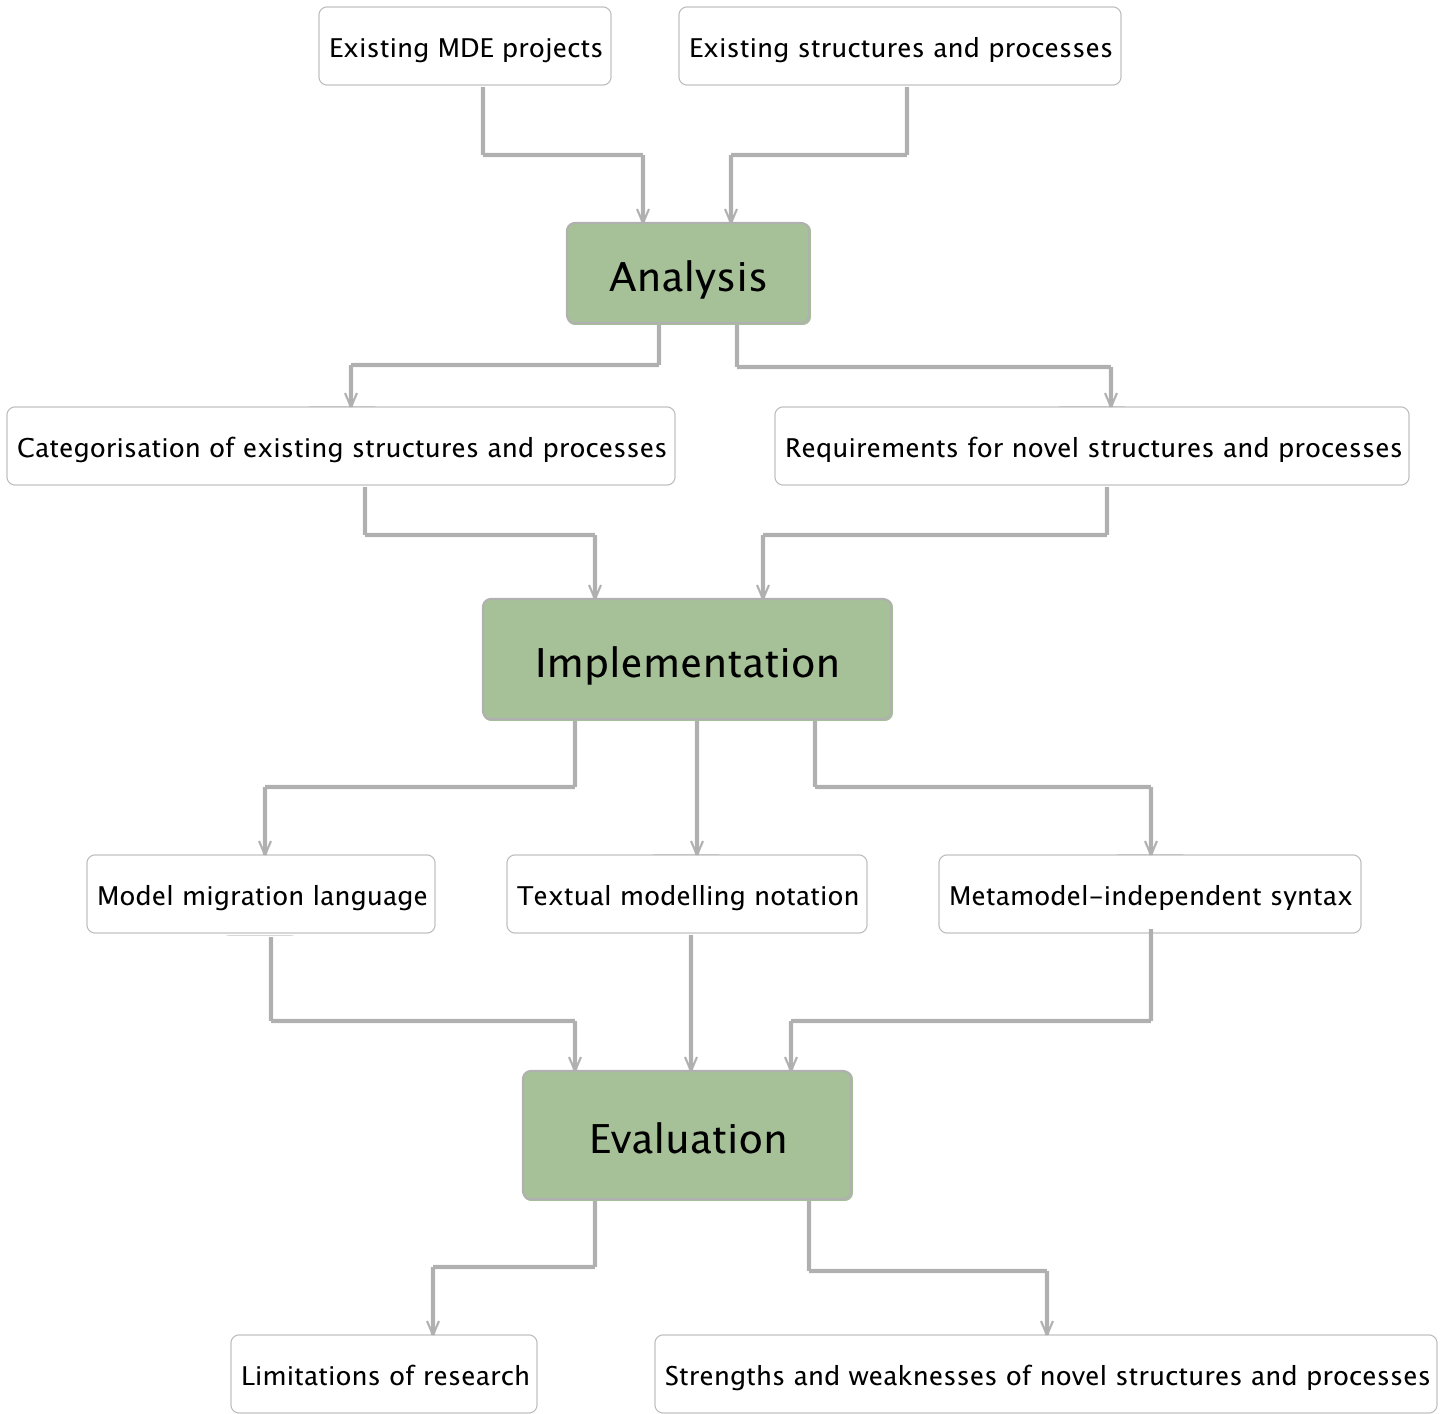 Existing MDE projects
Existing structures and processes
Analysis
Categorisation of existing structures and processes
Requirements for novel structures and processes
Implementation
Model migration language
Textual modelling notation
Metamodel-independent syntax
Evaluation
Limitations of research
Strengths and weaknesses of novel structures and processes